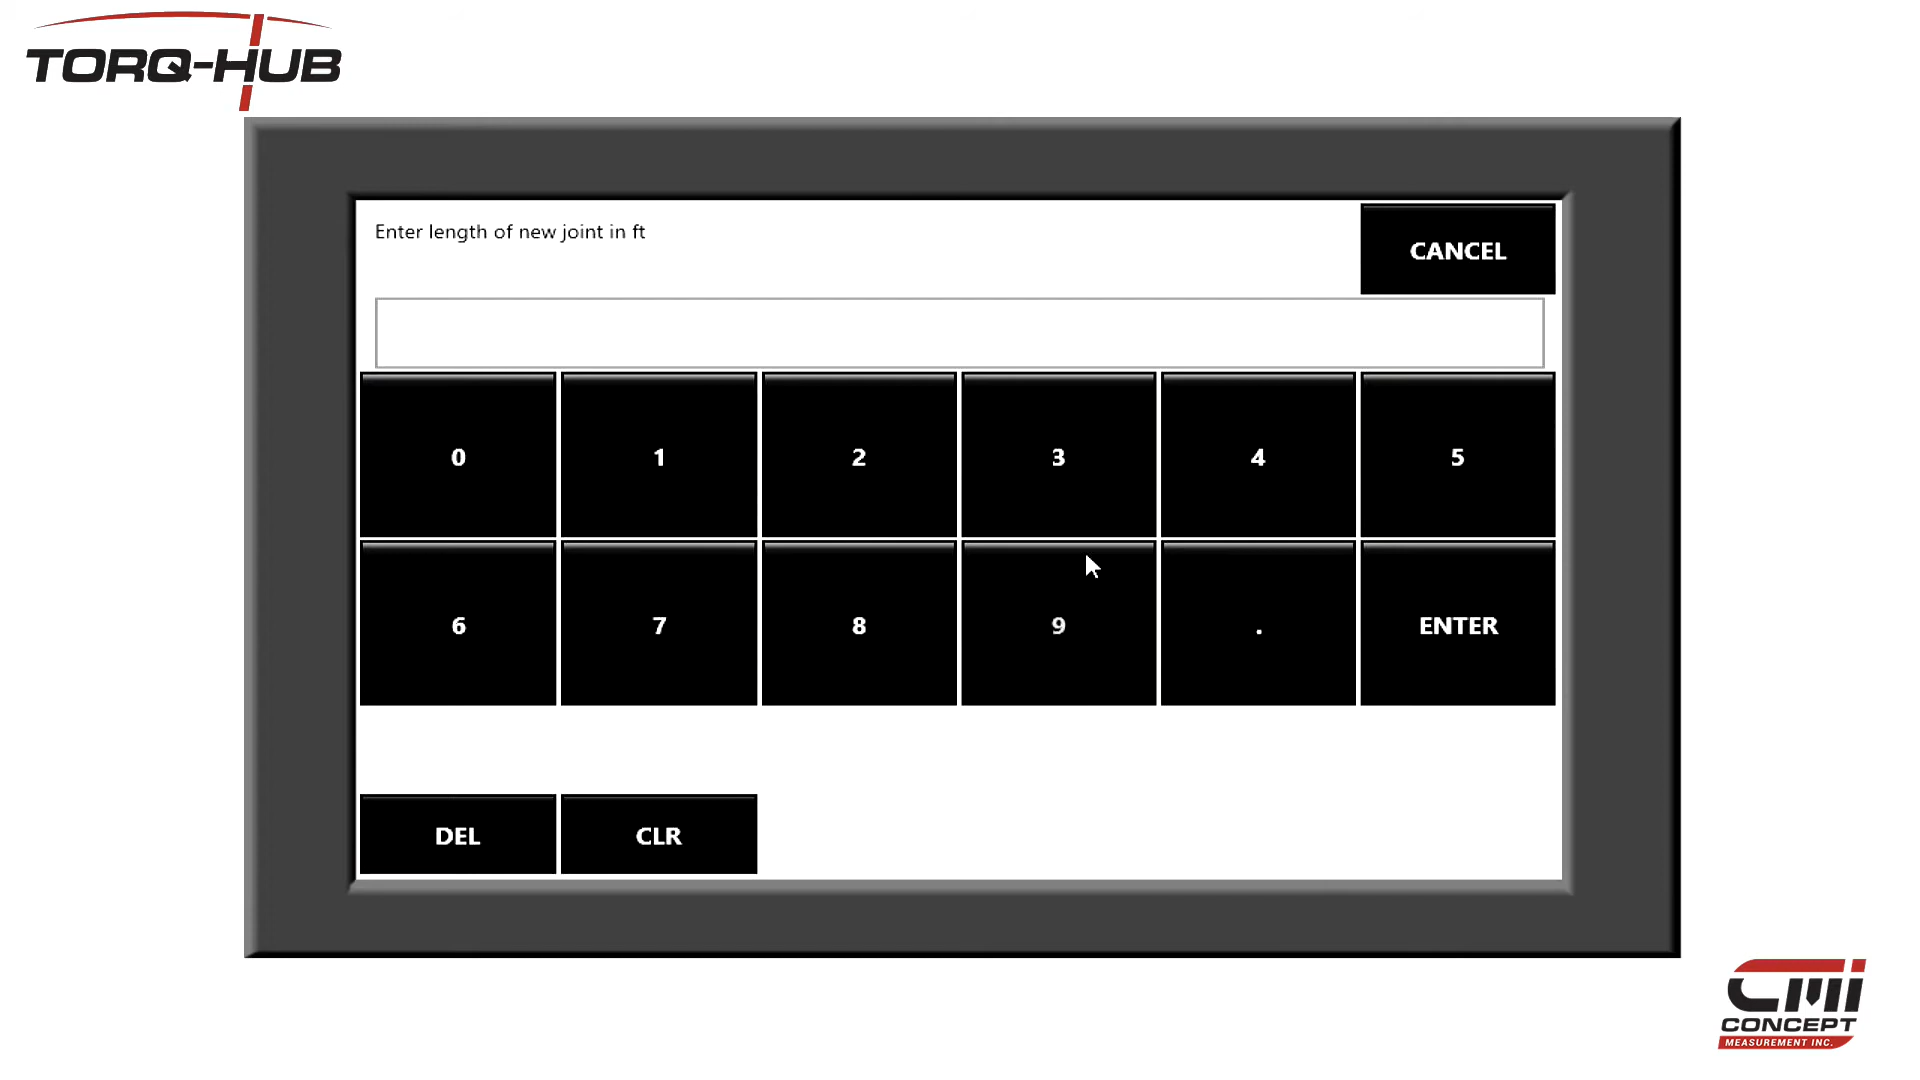 TORQ-HUB
Enter length of new joint in ft
CANCEL
0 1 2 3 4 5
6 7 8 9 . ENTER
DEL CLR
CMI
CONCEPT
MEASUREMENT INC.